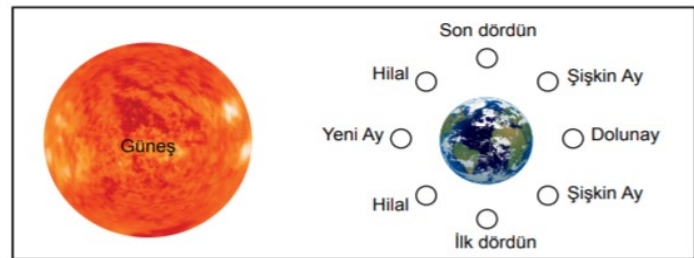 Son dördün
Hilal
Şişkin Ay
Güneş
Yeni Ay
Dolunay
Hilal
Şişkin Ay
İlk dördün